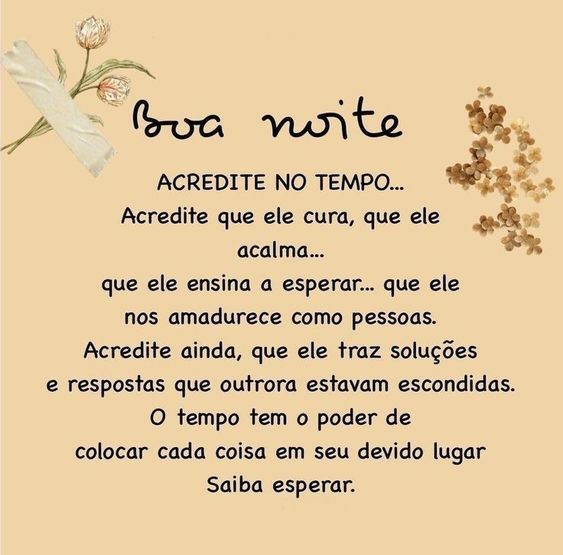 Boa noite
ACREDITE NO TEMPO...
Acredite que ele cura, que ele
acalma...
que ele ensina a esperar... que ele
nos amadurece como pessoas.
Acredite ainda, que ele traz soluções
e respostas que outrora estavam escondidas.
O tempo tem o poder de
colocar cada coisa em seu devido lugar
Saiba esperar.